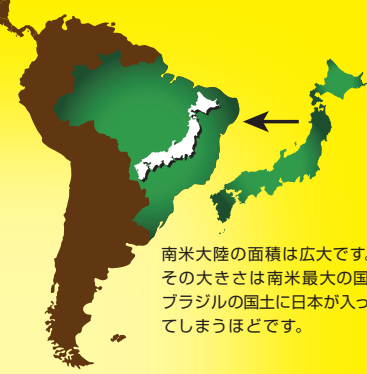 南米大陸の面積は広大です。
その大きさは南米最大の国
ブラジルの国土に日本が入っ
てしまうほどです。